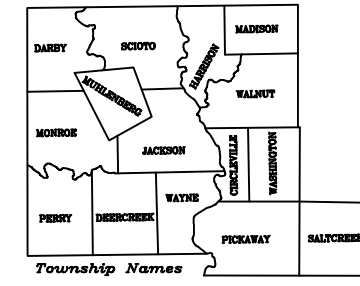 MADISON
DARBY
SCIOTO
HARRISON
MUHLENBERG
WALNUT
MONROE
JACKSON
CIRCLEVILLE
WASHINGTON
WAYNE
PERRY
DEERCREEK
PICKAWAY
SALTCREEK
Township Names